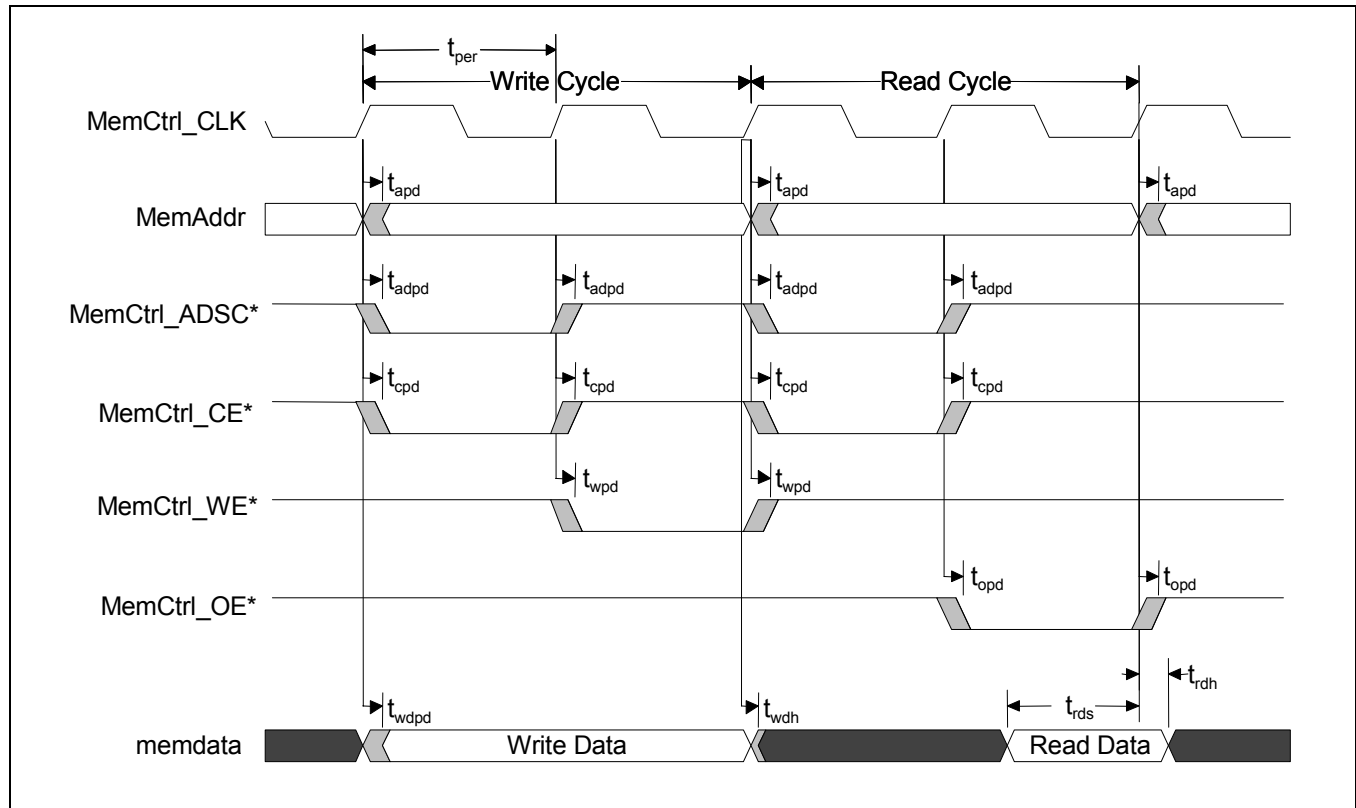 tper
Write Cycle
Read Cycle
MemCtrl_CLK
tapd
tapd
tapd
MemAddr
tadpd
tadpd
tadpd
tadpd
MemCtrl_ADSC*
tcpd
tcpd
tcpd
tcpd
MemCtrl_CE*
twpd
twpd
MemCtrl_WE*
topd
topd
MemCtrl_OE*
trdh
twdpd
twdh
trds
memdata
Write Data
Read Data